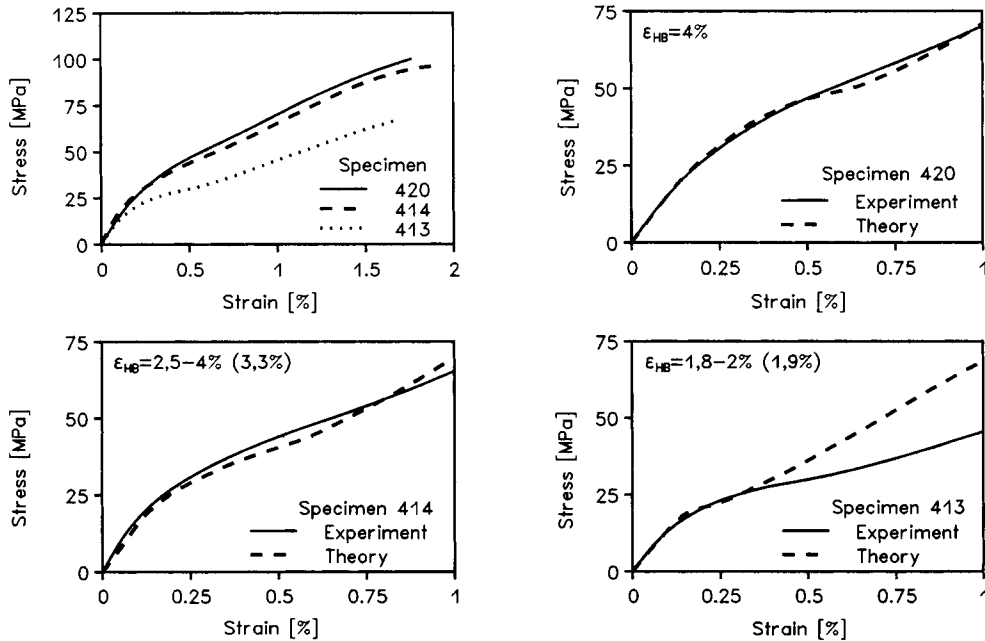 125
100
75
50
25
0
Stress [MPa]
Specimen
420
414
413
0 0.5 1 1.5 2
Strain [%]
75
50
25
0
Stress [MPa]
εHB=4%
Specimen 420
Experiment
Theory
0 0.25 0.5 0.75 1
Strain [%]
75
50
25
0
Stress [MPa]
εHB=2,5–4% (3,3%)
Specimen 414
Experiment
Theory
0 0.25 0.5 0.75 1
Strain [%]
75
50
25
0
Stress [MPa]
εHB=1,8–2% (1,9%)
Specimen 413
Experiment
Theory
0 0.25 0.5 0.75 1
Strain [%]